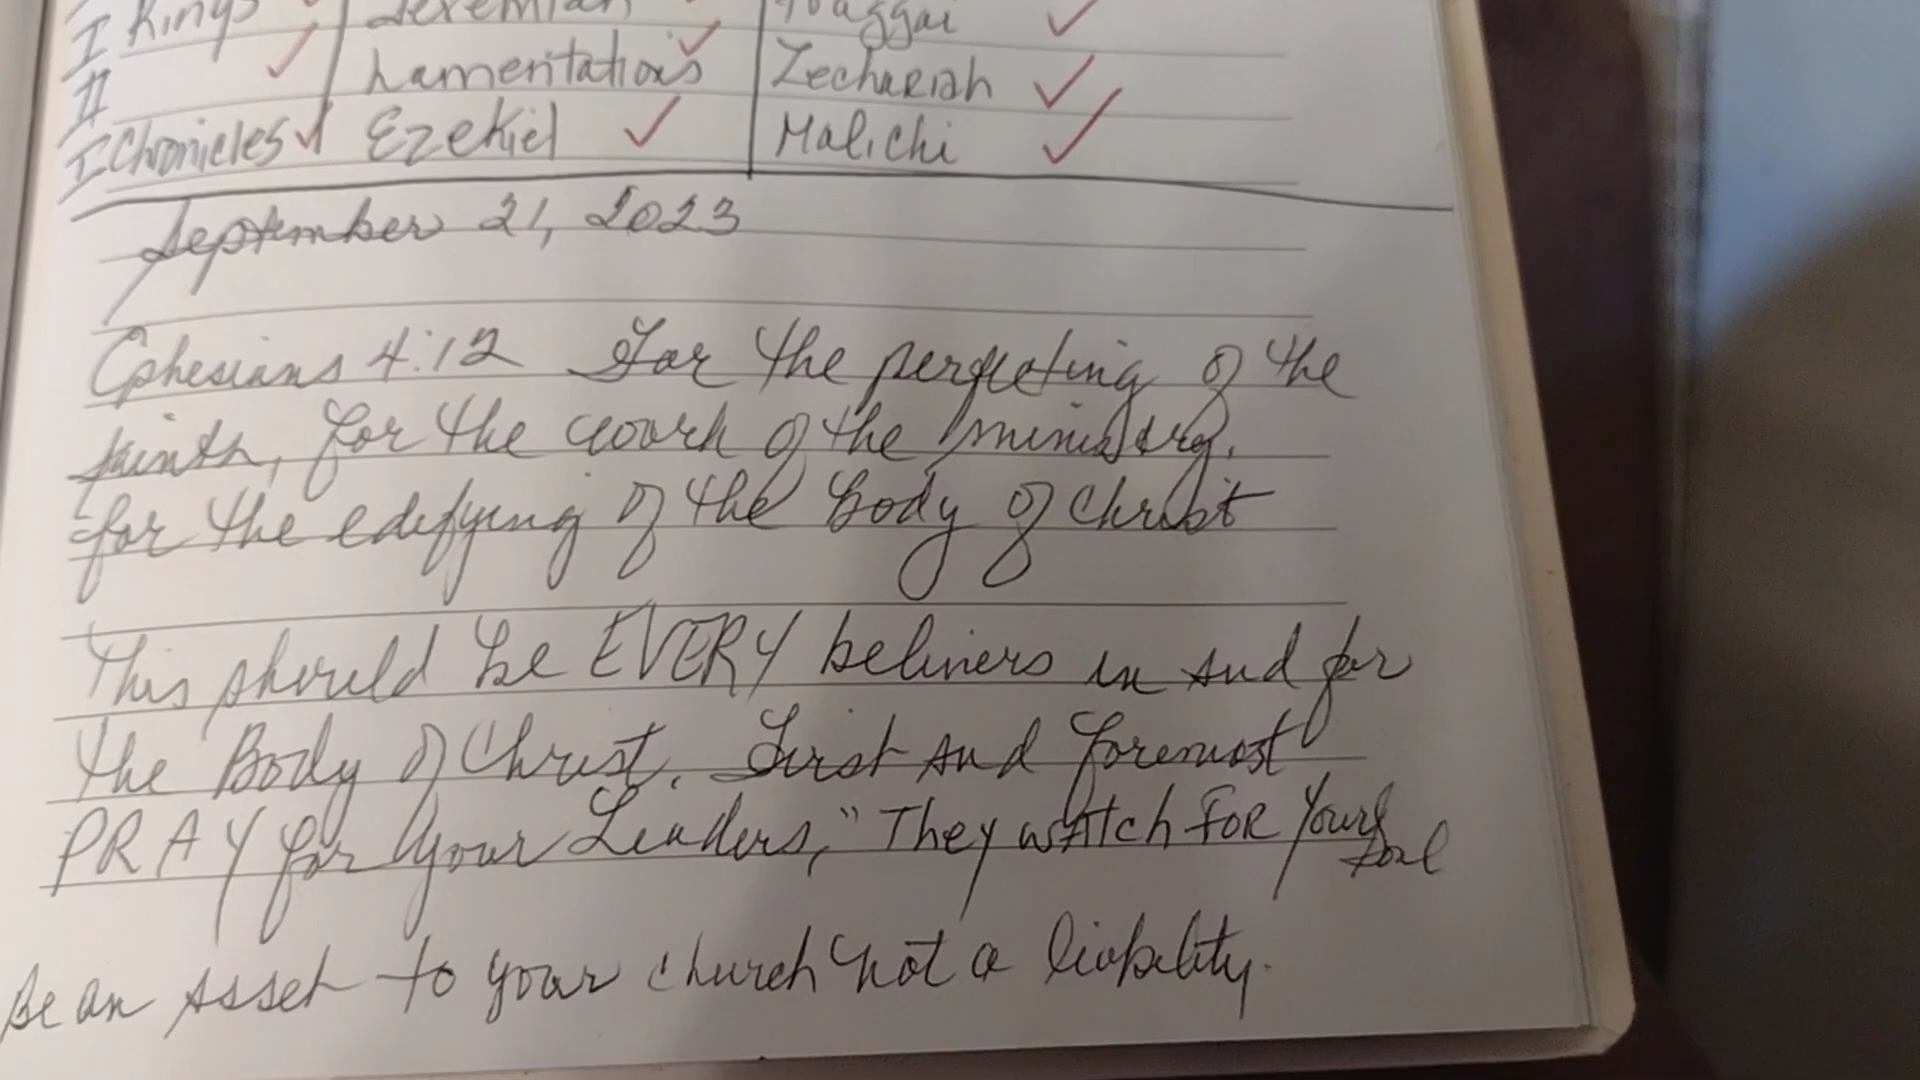 I Kings Jeremiah Haggai ✓
II ✓ Lamentations ✓ Zechariah ✓
I Chronicles ✓ Ezekiel ✓ Malichi ✓
September 21, 2023
Ephesians 4:12 For the perfecting of the
saints, for the work of the ministry,
for the edifying of the body of Christ
This should be EVERY believers in and for
the Body of Christ. First and foremost
PRAY for your Leaders, "They watch FOR Your
soul
Be an asset to your church not a liability.